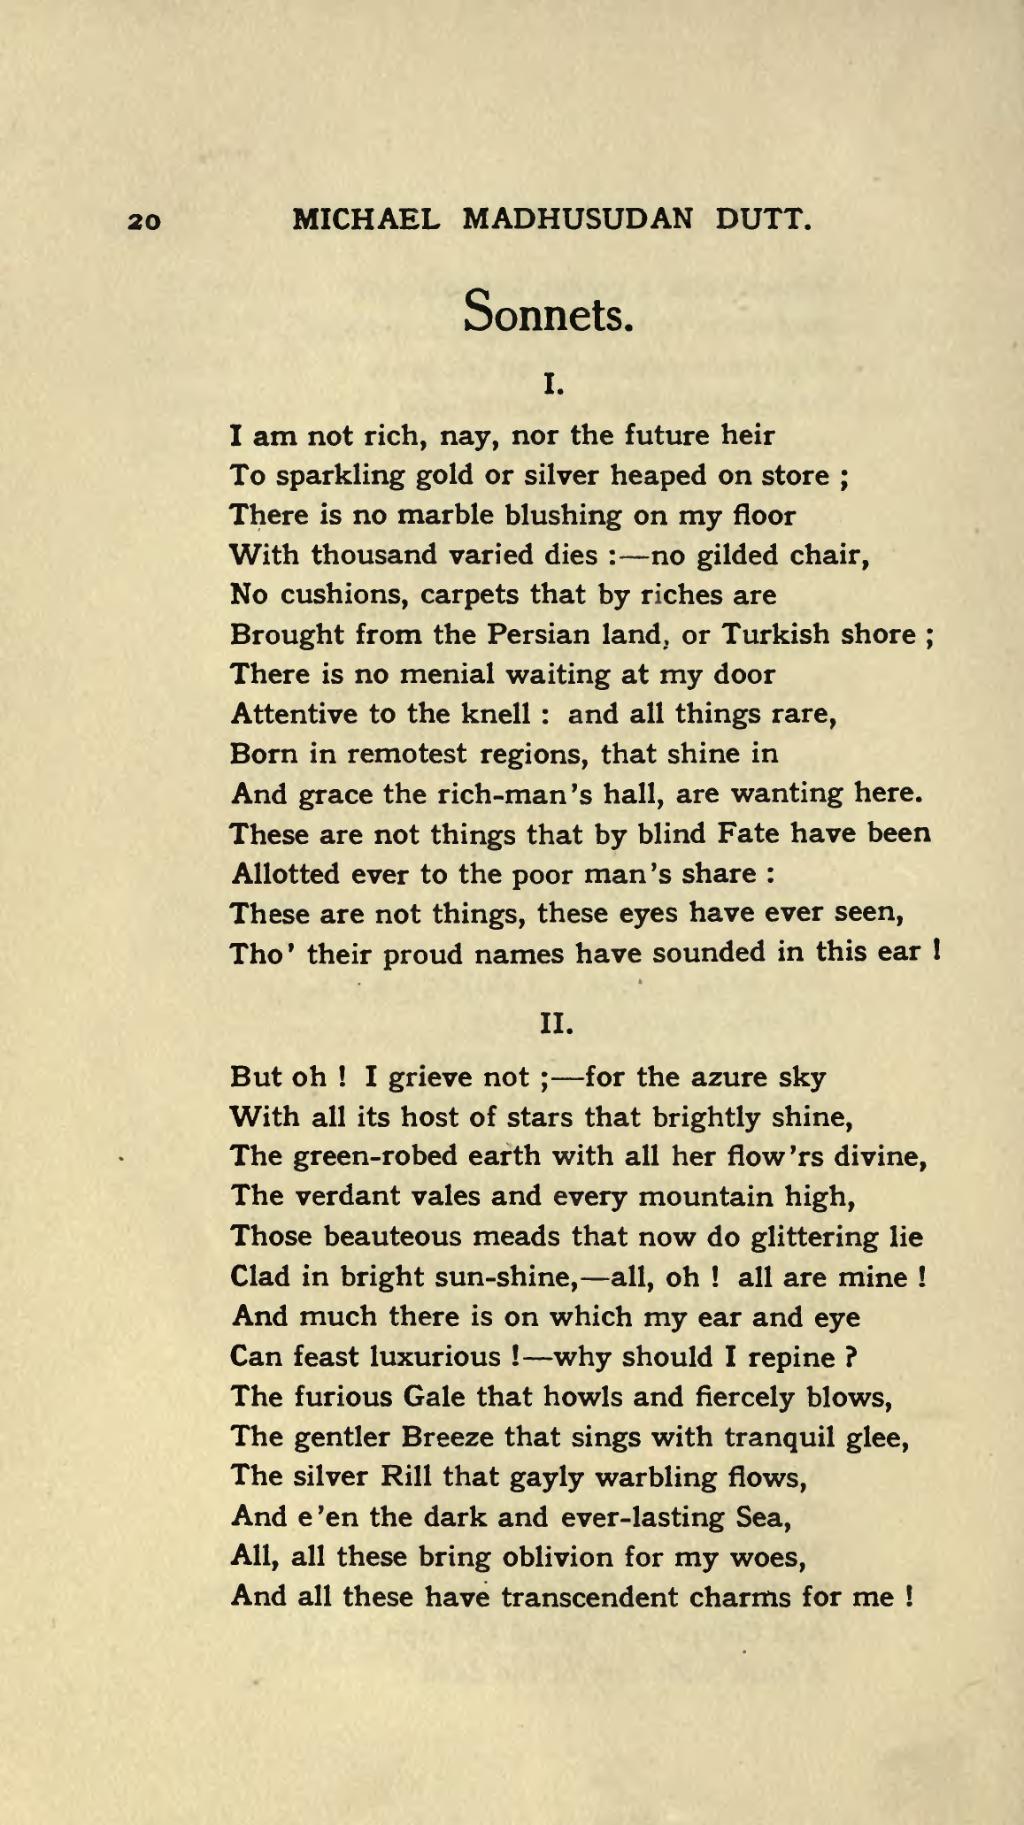 20 MICHAEL MADHUSUDAN DUTT.
Sonnets.
I.
I am not rich, nay, nor the future heir
To sparkling gold or silver heaped on store ;
There is no marble blushing on my floor
With thousand varied dies :—no gilded chair,
No cushions, carpets that by riches are
Brought from the Persian land, or Turkish shore ;
There is no menial waiting at my door
Attentive to the knell : and all things rare,
Born in remotest regions, that shine in
And grace the rich-man's hall, are wanting here.
These are not things that by blind Fate have been
Allotted ever to the poor man's share :
These are not things, these eyes have ever seen,
Tho' their proud names have sounded in this ear !
II.
But oh ! I grieve not ;—for the azure sky
With all its host of stars that brightly shine,
The green-robed earth with all her flow'rs divine,
The verdant vales and every mountain high,
Those beauteous meads that now do glittering lie
Clad in bright sun-shine,—all, oh ! all are mine !
And much there is on which my ear and eye
Can feast luxurious !—why should I repine ?
The furious Gale that howls and fiercely blows,
The gentler Breeze that sings with tranquil glee,
The silver Rill that gayly warbling flows,
And e'en the dark and ever-lasting Sea,
All, all these bring oblivion for my woes,
And all these have transcendent charms for me !